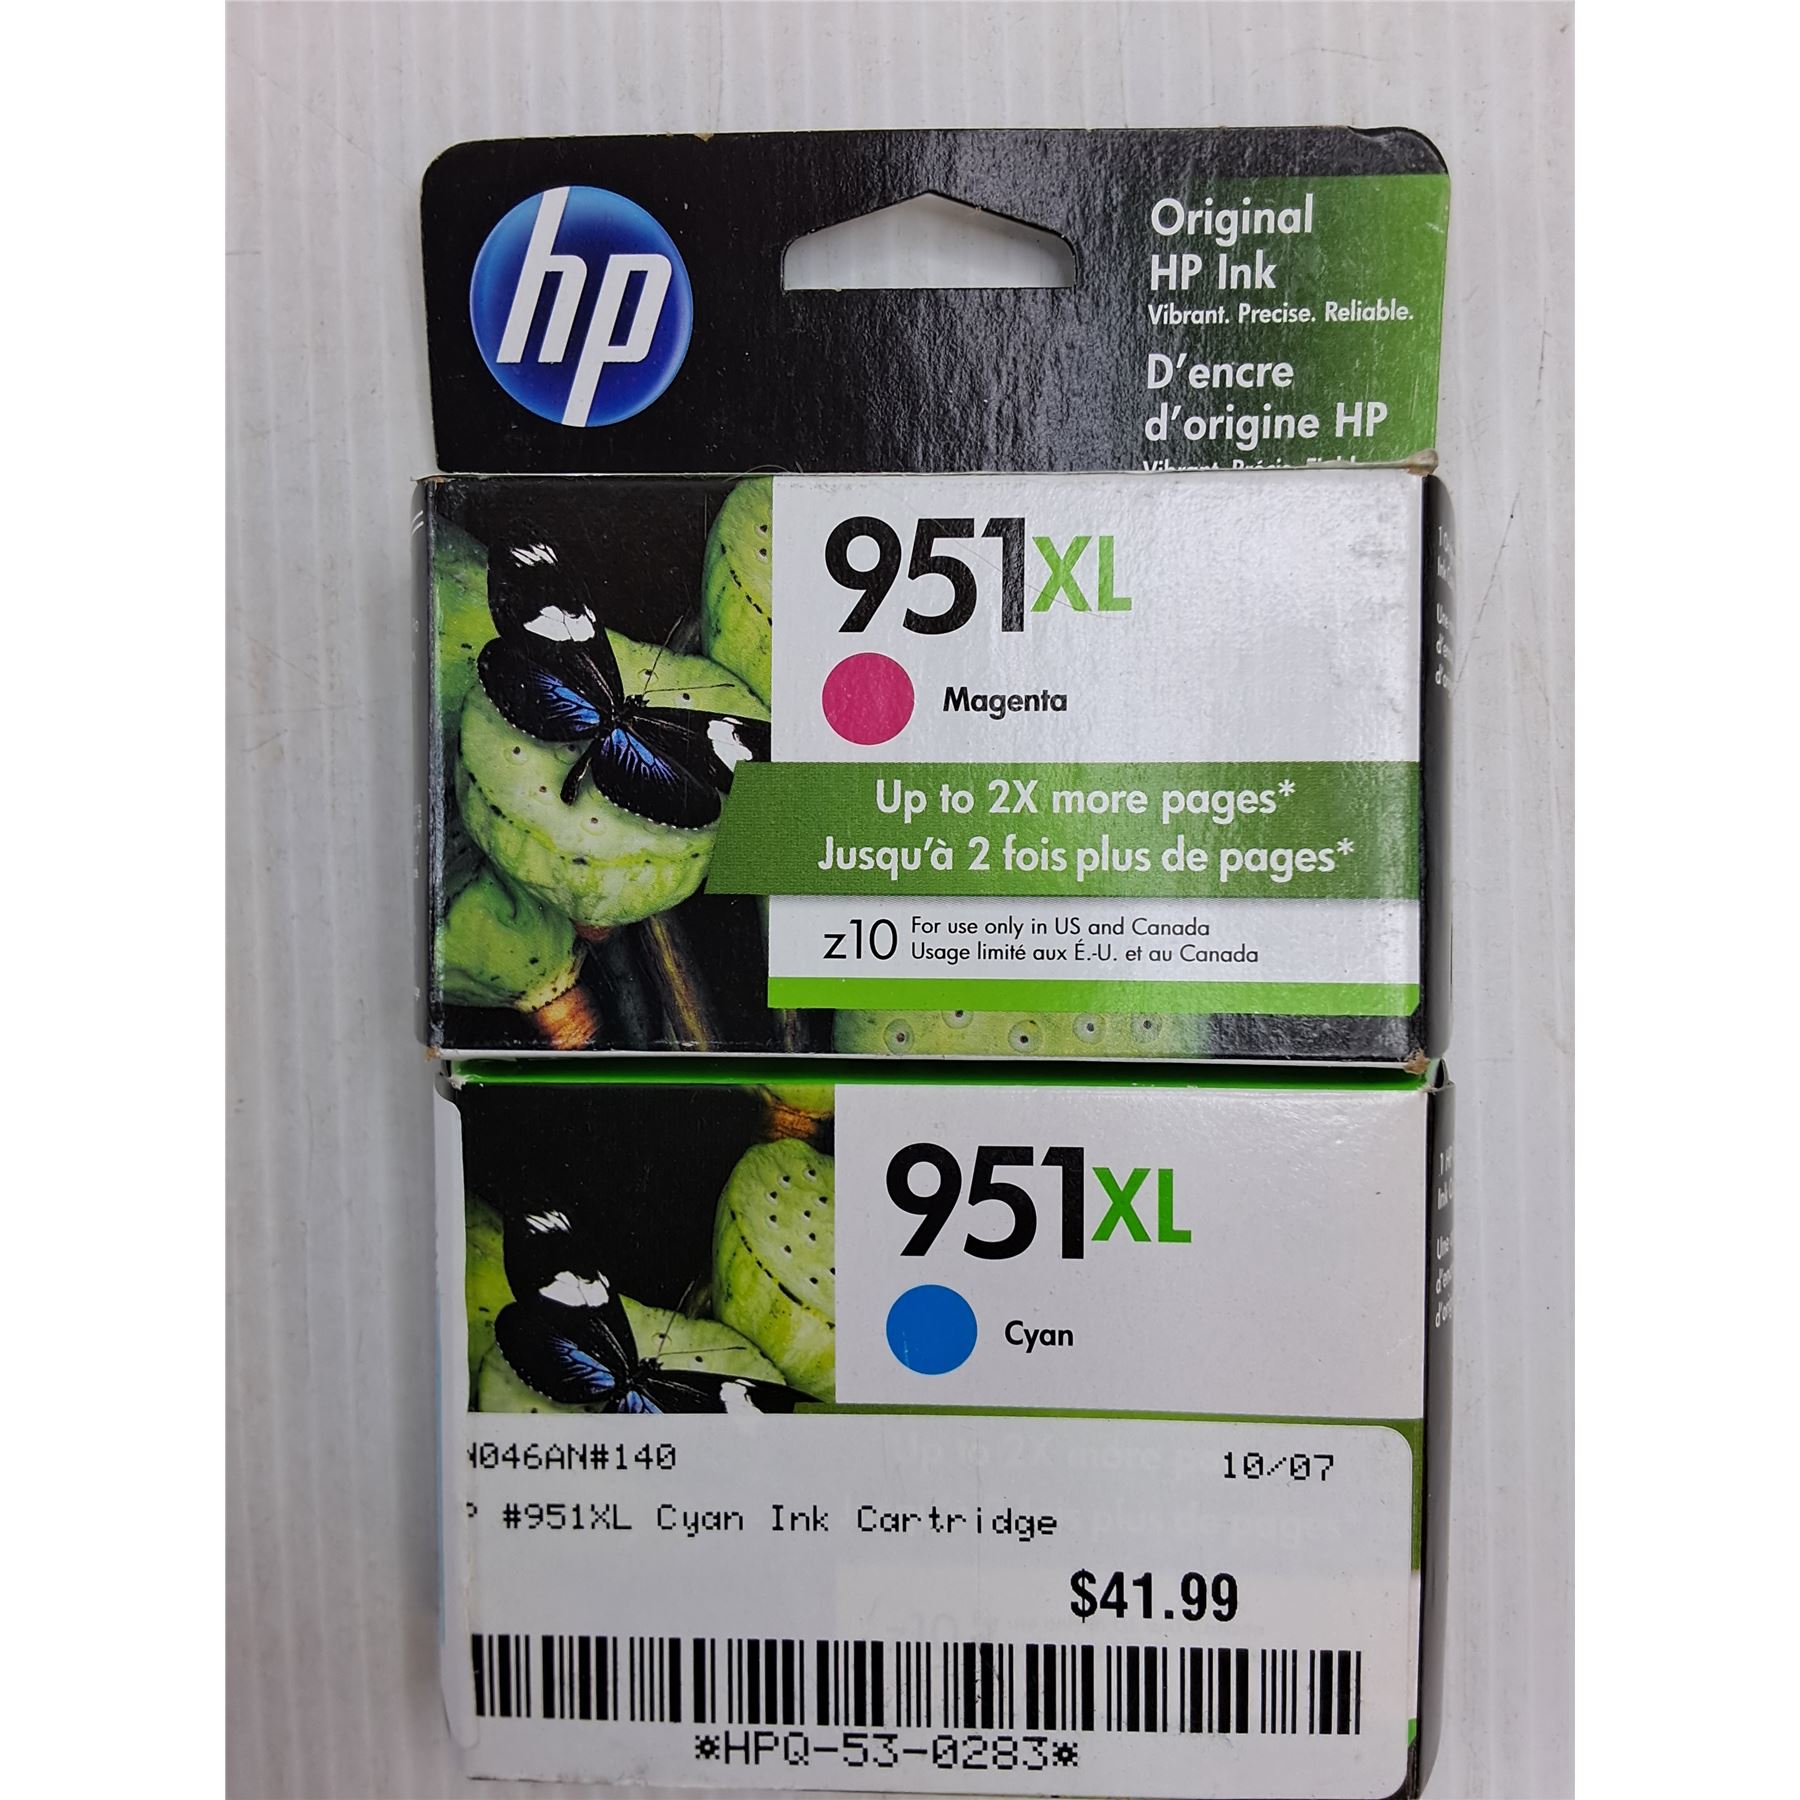 hp
Original
HP Ink
Vibrant. Precise. Reliable.
D'encre
d'origine HP
951XL
Magenta
Up to 2X more pages*
Jusqu'à 2 fois plus de pages*
z10 For use only in US and Canada
Usage limité aux É.-U. et au Canada
951XL
Cyan
N046AN#140 10/07
P #951XL Cyan Ink Cartridge
$41.99
*HPQ-53-0283*